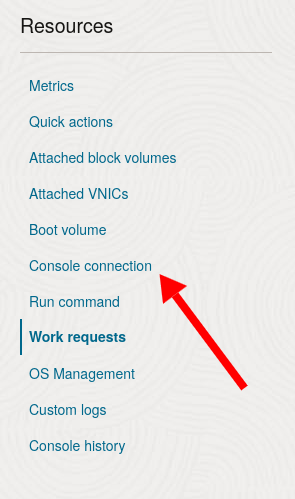 Resources
Metrics
Quick actions
Attached block volumes
Attached VNICs
Boot volume
Console connection
Run command
Work requests
OS Management
Custom logs
Console history